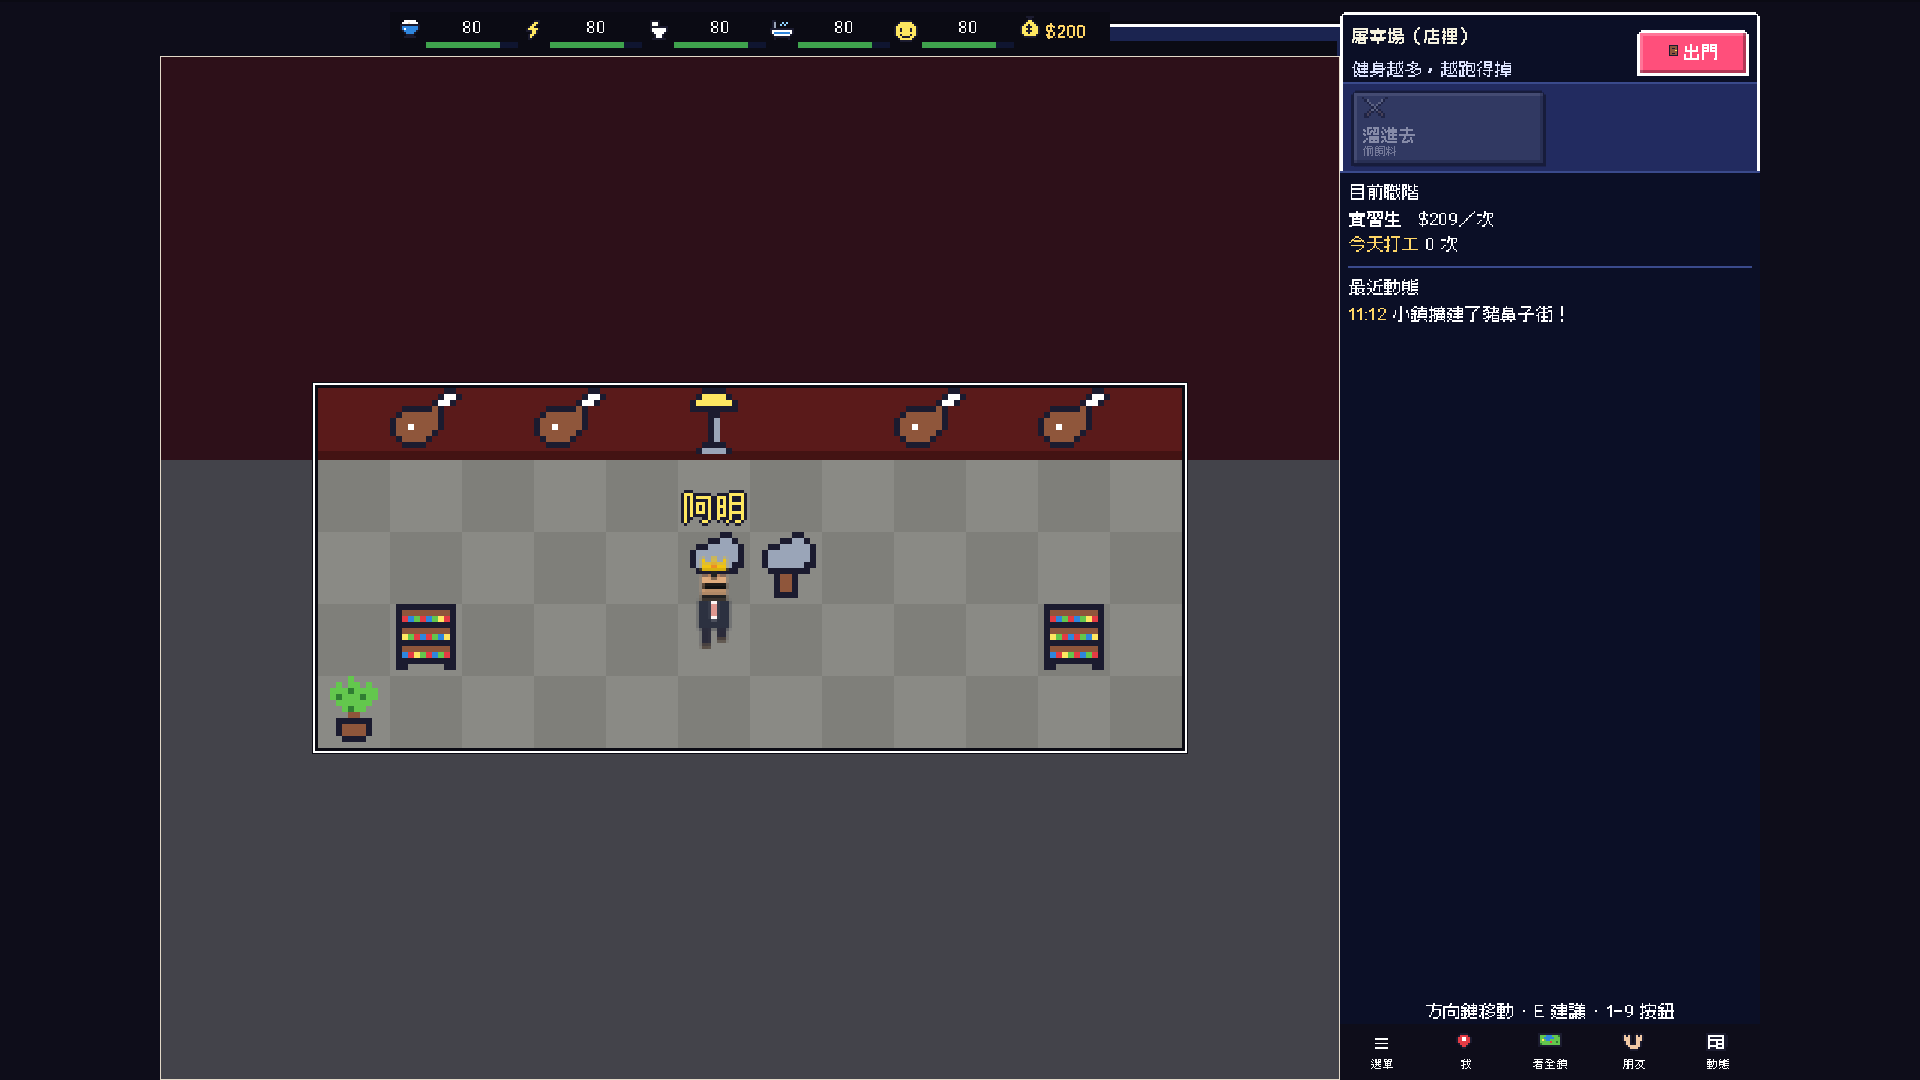 80 80 80 80 80 $200
屠宰場（店裡）
健身越多，越跑得掉
出門
溜進去
偷飼料
目前職階
實習生 $209／次
今天打工 0 次
最近動態
11:12 小鎮擴建了豬鼻子街！
阿明
方向鍵移動 · E 建議 · 1-9 按鈕
選單
我
看全鎮
朋友
動態